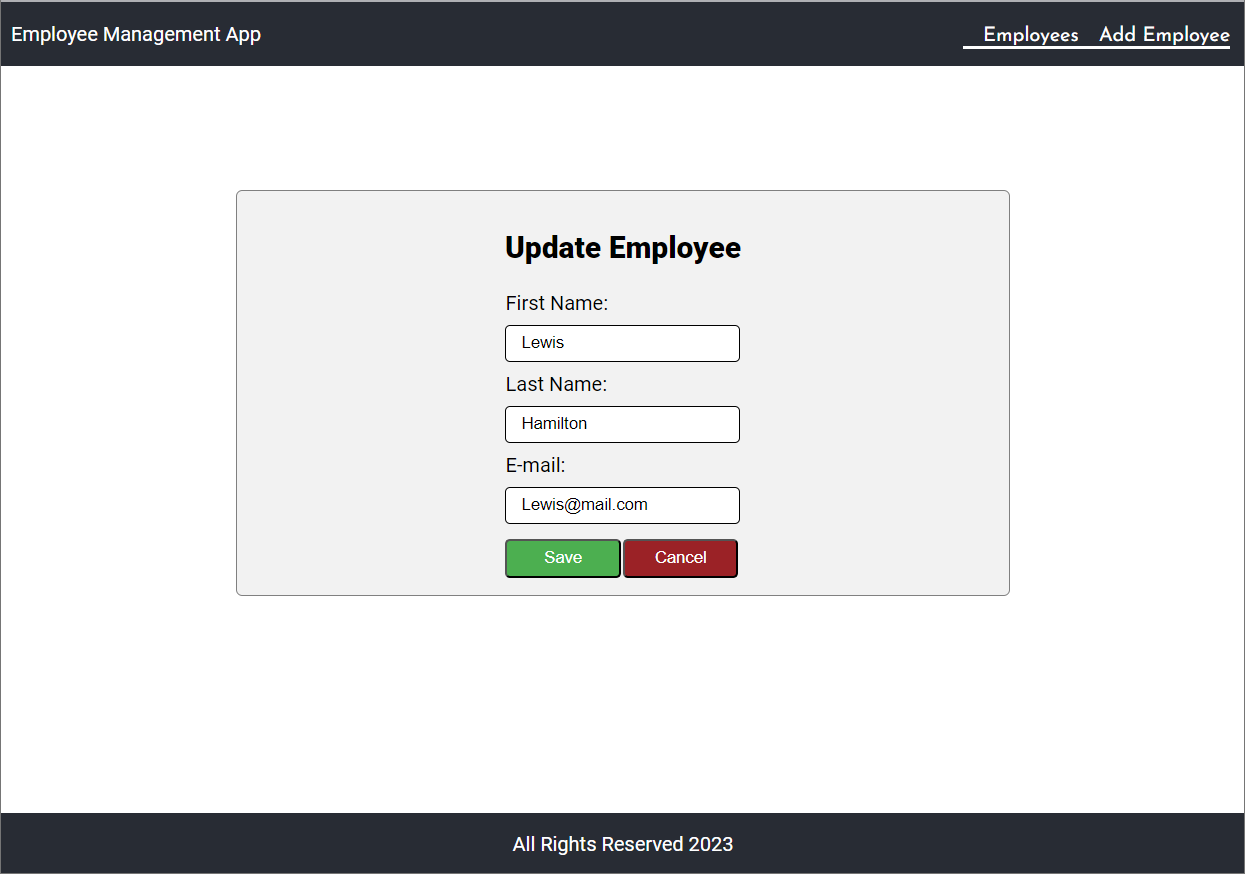 Employee Management App
Employees Add Employee
Update Employee
First Name:
Lewis
Last Name:
Hamilton
E-mail:
Lewis@mail.com
Save Cancel
All Rights Reserved 2023